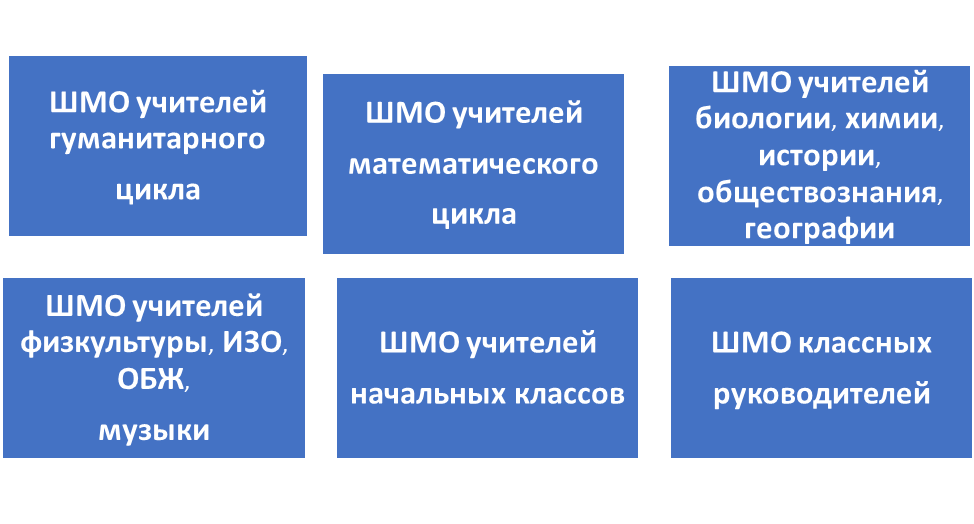 ШМО учителей
гуманитарного
цикла
ШМО учителей
математического
цикла
ШМО учителей
биологии, химии,
истории,
обществознания,
географии
ШМО учителей
физкультуры, ИЗО,
ОБЖ,
музыки
ШМО учителей
начальных классов
ШМО классных
руководителей